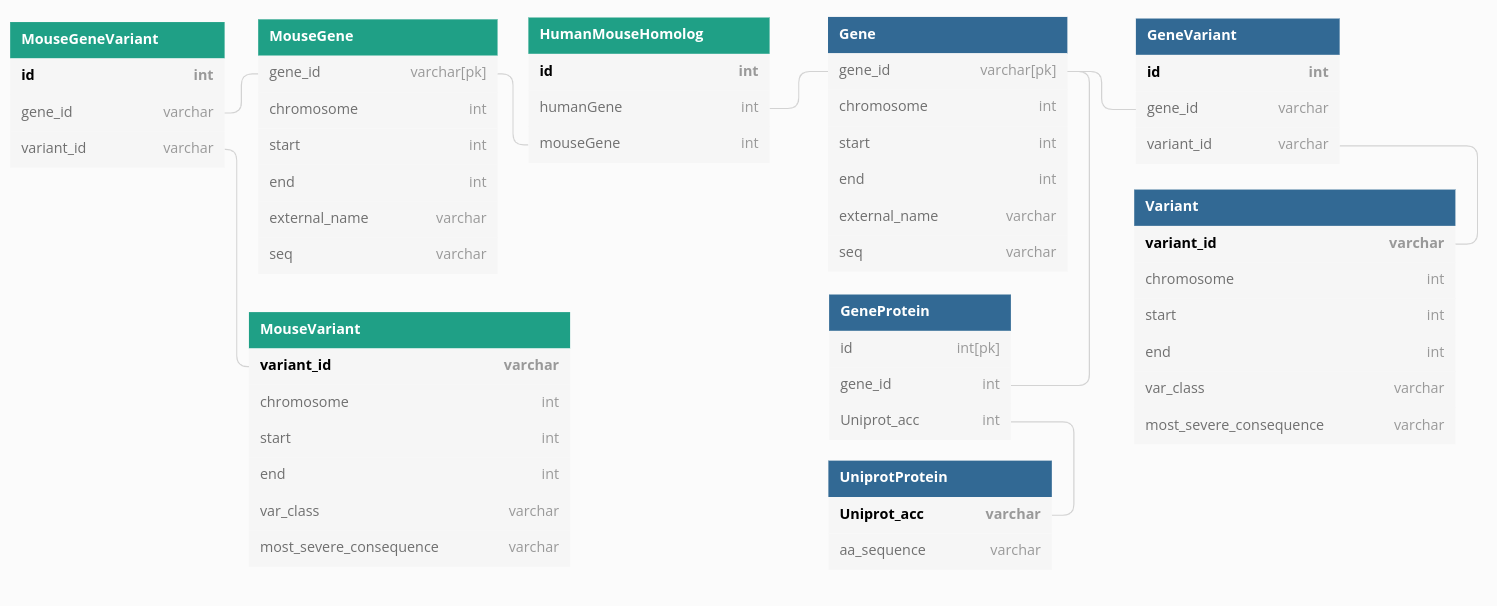 MouseGeneVariant
id int
gene_id varchar
variant_id varchar
MouseGene
gene_id varchar[pk]
chromosome int
start int
end int
external_name varchar
seq varchar
HumanMouseHomolog
id int
humanGene int
mouseGene int
Gene
gene_id varchar[pk]
chromosome int
start int
end int
external_name varchar
seq varchar
GeneVariant
id int
gene_id varchar
variant_id varchar
Variant
variant_id varchar
chromosome int
start int
end int
var_class varchar
most_severe_consequence varchar
MouseVariant
variant_id varchar
chromosome int
start int
end int
var_class varchar
most_severe_consequence varchar
GeneProtein
id int[pk]
gene_id int
Uniprot_acc int
UniprotProtein
Uniprot_acc varchar
aa_sequence varchar